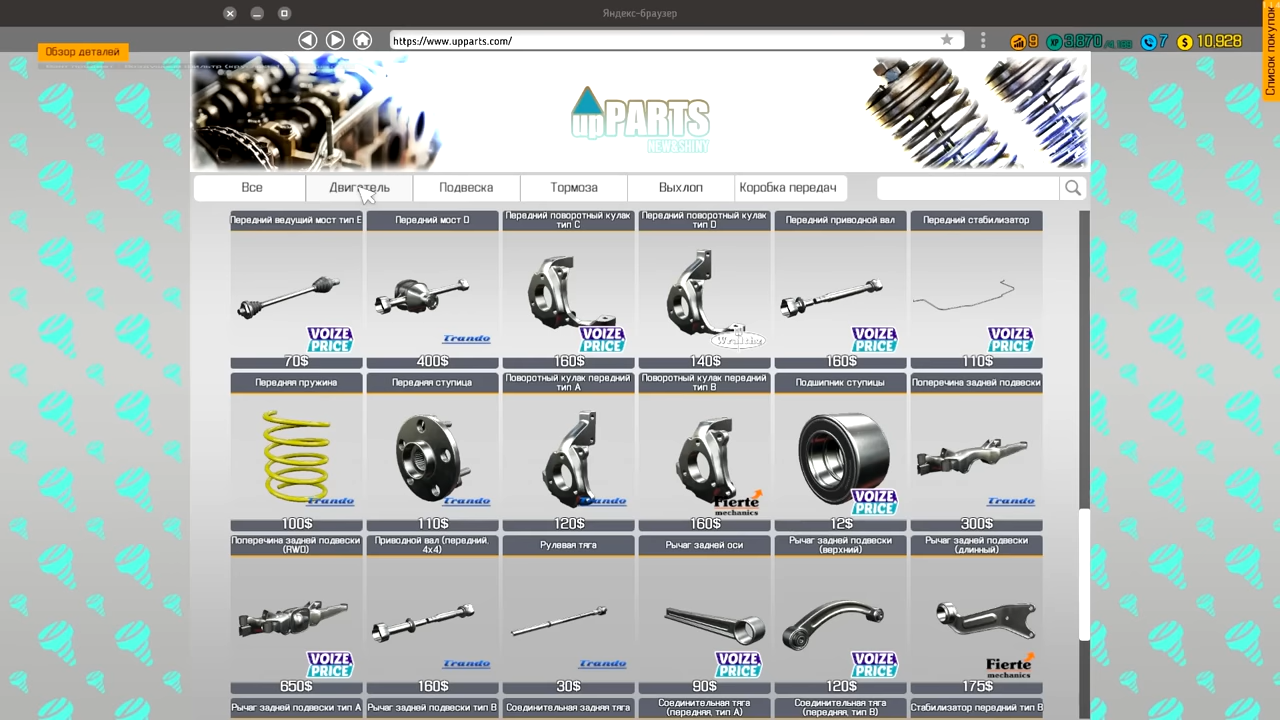 Яндекс-браузер
https://www.upparts.com/
9
3,870
7
10,928
Список покупок
Обзор деталей
upPARTS
NEW&SHINY
Все
Двигатель
Подвеска
Тормоза
Выхлоп
Коробка передач
Передний ведущий мост тип E
Передний мост D
Передний поворотный кулак
тип C
Передний поворотный кулак
тип D
Передний приводной вал
Передний стабилизатор
VOIZE PRICE
Trando
VOIZE PRICE
VOIZE PRICE
VOIZE PRICE
70$
400$
160$
140$
160$
110$
Передняя пружина
Передняя ступица
Поворотный кулак передний
тип A
Поворотный кулак передний
тип B
Подшипник ступицы
Поперечина задней подвески
Trando
Trando
Trando
Fierte
mechanics
VOIZE PRICE
Trando
100$
110$
120$
160$
12$
300$
Поперечина задней подвески
(RWD)
Приводной вал (передний,
4x4)
Рулевая тяга
Рычаг задней оси
Рычаг задней подвески
(верхний)
Рычаг задней подвески
(длинный)
VOIZE PRICE
Trando
Trando
VOIZE PRICE
VOIZE PRICE
Fierte
mechanics
650$
160$
30$
90$
120$
175$
Рычаг задней подвески тип A
Рычаг задней подвески тип B
Соединительная задняя тяга
Соединительная тяга
(передняя, тип A)
Соединительная тяга
(передняя, тип B)
Стабилизатор передний тип B